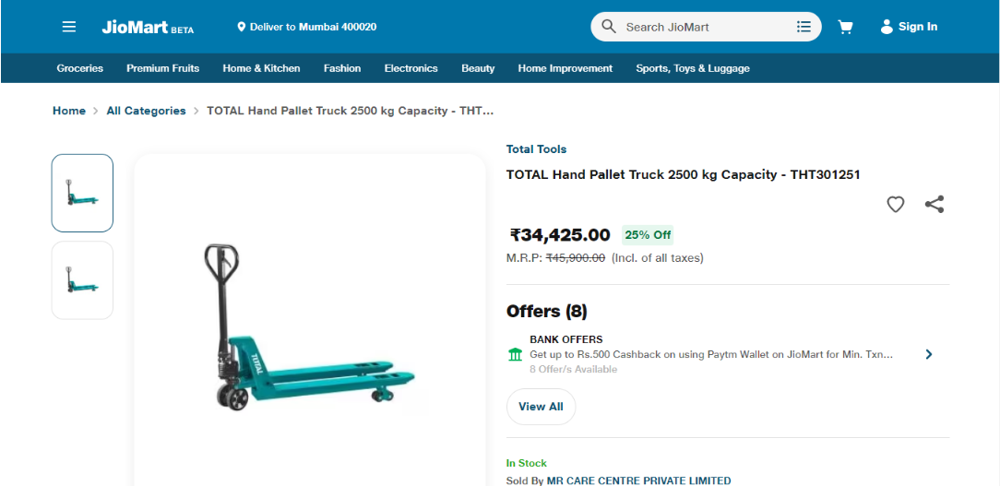 JioMart BETA
Deliver to Mumbai 400020
Search JioMart
Sign In
Groceries Premium Fruits Home & Kitchen Fashion Electronics Beauty Home Improvement Sports, Toys & Luggage
Home > All Categories > TOTAL Hand Pallet Truck 2500 kg Capacity - THT...
Total Tools
TOTAL Hand Pallet Truck 2500 kg Capacity - THT301251
₹34,425.00 25% Off
M.R.P: ₹45,900.00 (Incl. of all taxes)
TOTAL
Offers (8)
BANK OFFERS
Get up to Rs.500 Cashback on using Paytm Wallet on JioMart for Min. Txn...
8 Offer/s Available
View All
In Stock
Sold By MR CARE CENTRE PRIVATE LIMITED